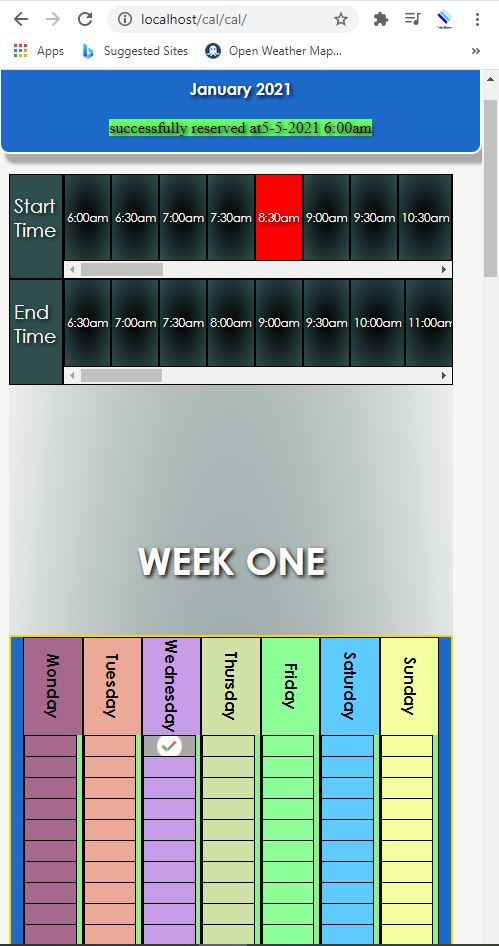 localhost/cal/cal/
Apps
Suggested Sites
Open Weather Map...
»
January 2021
successfully reserved at5-5-2021 6:00am
Start Time
6:00am 6:30am 7:00am 7:30am 8:30am 9:00am 9:30am 10:30am
End Time
6:30am 7:00am 7:30am 8:00am 9:00am 9:30am 10:00am 11:00am
WEEK ONE
Monday Tuesday Wednesday Thursday Friday Saturday Sunday